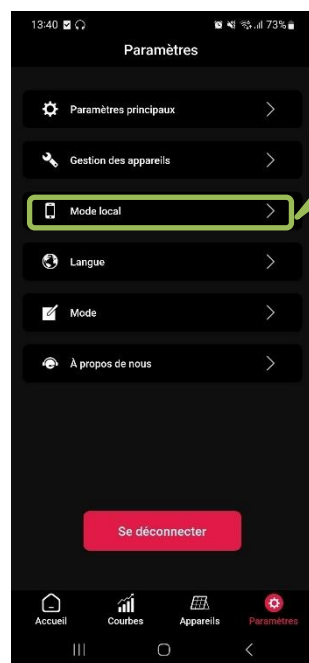 13:40 73%
Paramètres
Paramètres principaux
Gestion des appareils
Mode local
Langue
Mode
À propos de nous
Se déconnecter
Accueil Courbes Appareils Paramètres